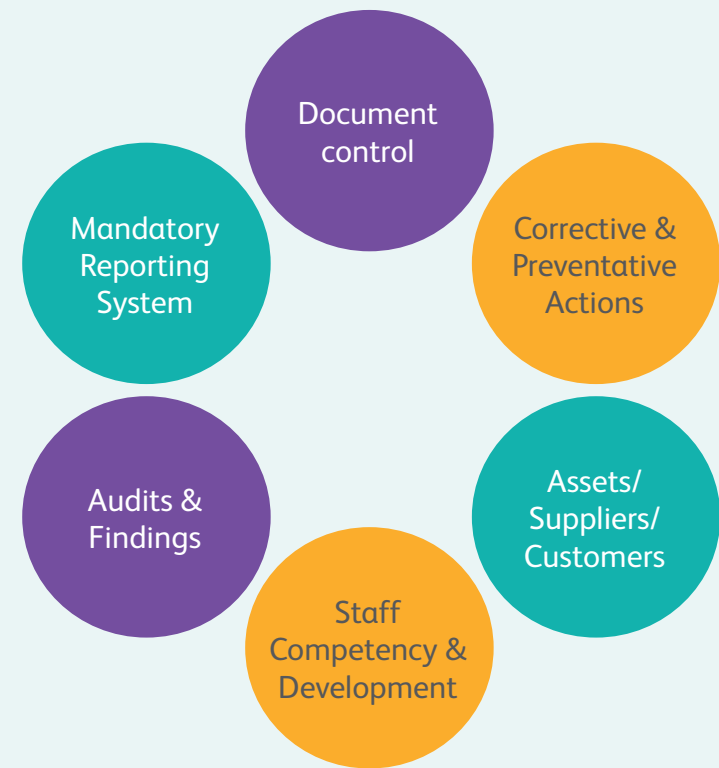 Document
control
Corrective &
Preventative
Actions
Assets/
Suppliers/
Customers
Staff
Competency &
Development
Audits &
Findings
Mandatory
Reporting
System